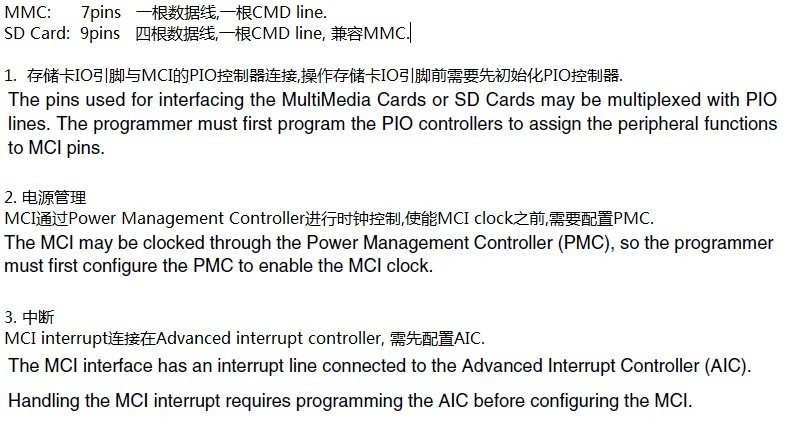 MMC: 7pins 一根数据线,一根CMD line.
SD Card: 9pins 四根数据线,一根CMD line, 兼容MMC.
1. 存储卡IO引脚与MCI的PIO控制器连接,操作存储卡IO引脚前需要先初始化PIO控制器.
The pins used for interfacing the MultiMedia Cards or SD Cards may be multiplexed with PIO
lines. The programmer must first program the PIO controllers to assign the peripheral functions
to MCI pins.
2. 电源管理
MCI通过Power Management Controller进行时钟控制,使能MCI clock之前,需要配置PMC.
The MCI may be clocked through the Power Management Controller (PMC), so the programmer
must first configure the PMC to enable the MCI clock.
3. 中断
MCI interrupt连接在Advanced interrupt controller, 需先配置AIC.
The MCI interface has an interrupt line connected to the Advanced Interrupt Controller (AIC).
Handling the MCI interrupt requires programming the AIC before configuring the MCI.